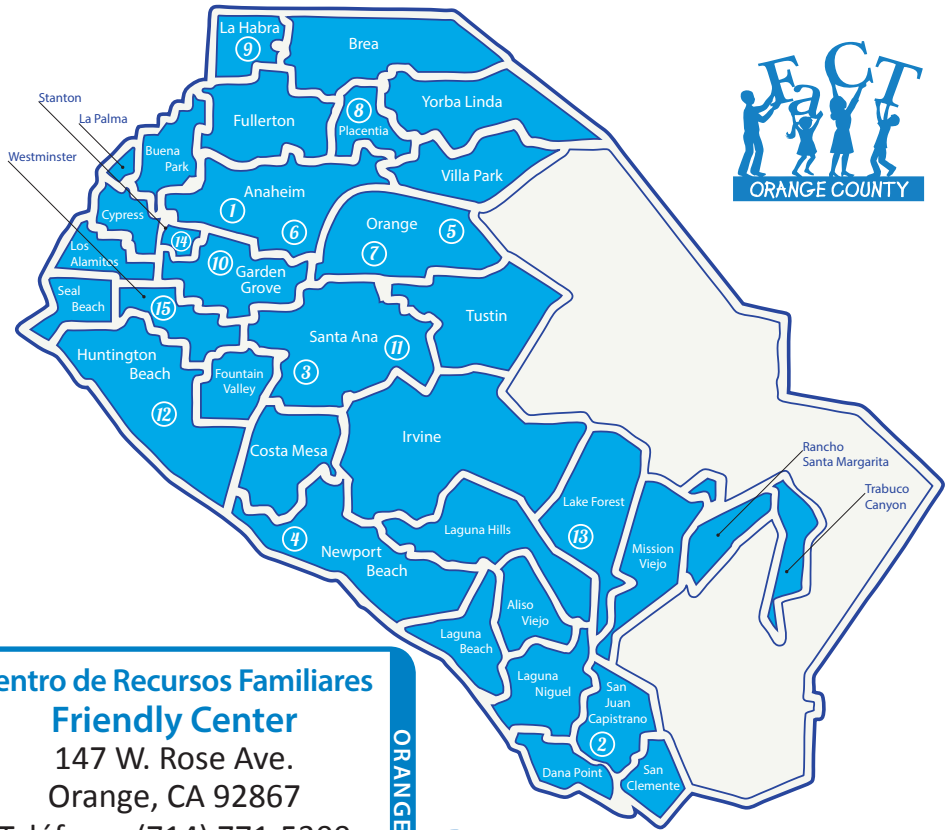 La Habra
9
Brea
FaCT
ORANGE COUNTY
Stanton
La Palma
Westminster
Fullerton
8
Placentia
Yorba Linda
Buena
Park
Villa Park
Anaheim
1
6
Cypress
Orange
5
7
14
Los
Alamitos
10
Garden
Grove
Seal
Beach
15
Tustin
Santa Ana
11
3
Huntington
Beach
12
Fountain
Valley
Costa Mesa
Irvine
Rancho
Santa Margarita
Trabuco
Canyon
Lake Forest
13
Laguna Hills
4
Newport
Beach
Mission
Viejo
Aliso
Viejo
Laguna
Beach
Laguna
Niguel
San
Juan
Capistrano
2
Dana Point
San
Clemente
entro de Recursos Familiares
Friendly Center
147 W. Rose Ave.
Orange, CA 92867
ORANGE